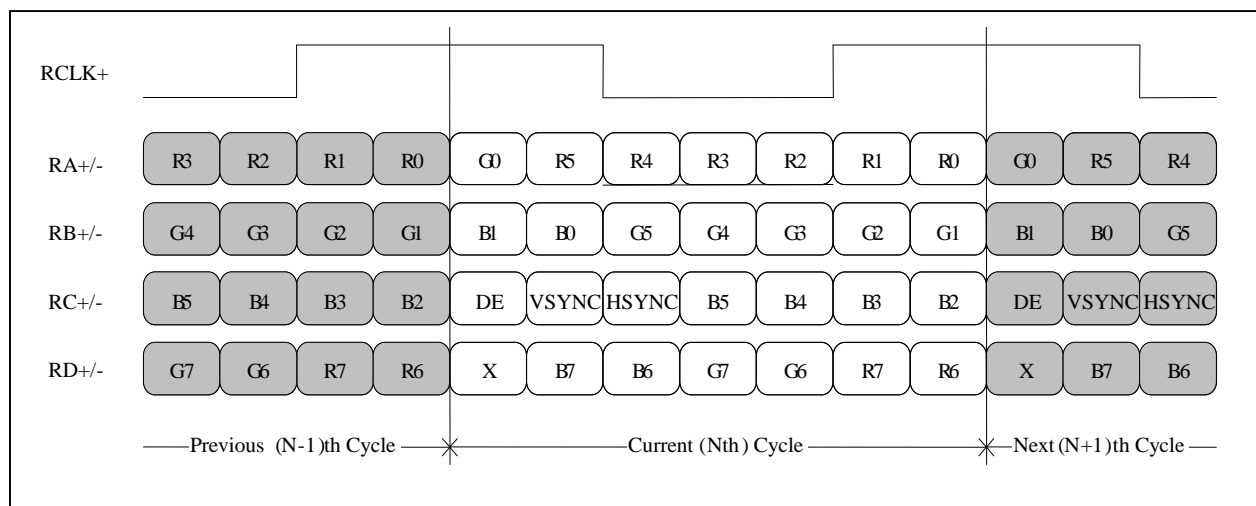 RCLK+
RA+/- R3 R2 R1 R0 G0 R5 R4 R3 R2 R1 R0 G0 R5 R4
RB+/- G4 G3 G2 G1 B1 B0 G5 G4 G3 G2 G1 B1 B0 G5
RC+/- B5 B4 B3 B2 DE VSYNC HSYNC B5 B4 B3 B2 DE VSYNC HSYNC
RD+/- G7 G6 R7 R6 X B7 B6 G7 G6 R7 R6 X B7 B6
Previous (N-1)th Cycle Current (Nth) Cycle Next (N+1)th Cycle